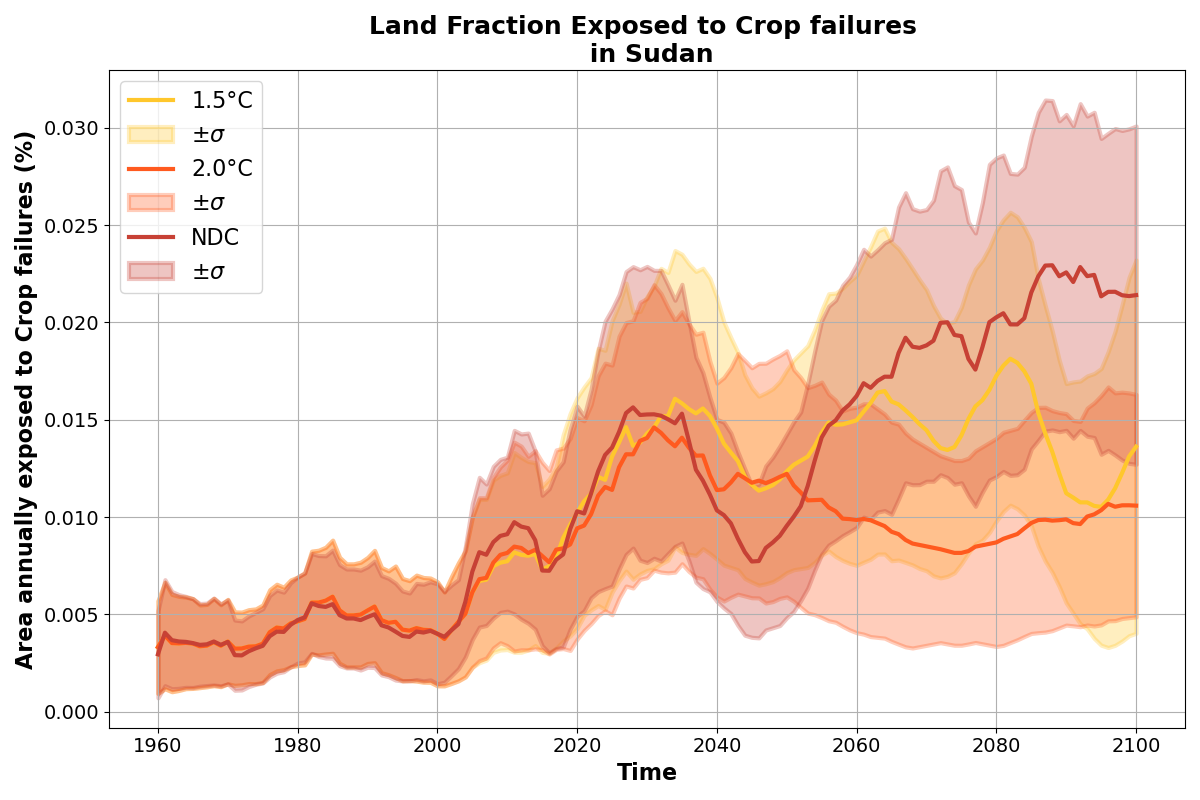 Land Fraction Exposed to Crop failures
in Sudan
Area annually exposed to Crop failures (%)
0.030
0.025
0.020
0.015
0.010
0.005
0.000
1.5°C
±σ
2.0°C
±σ
NDC
±σ
1960
1980
2000
2020
2040
2060
2080
2100
Time